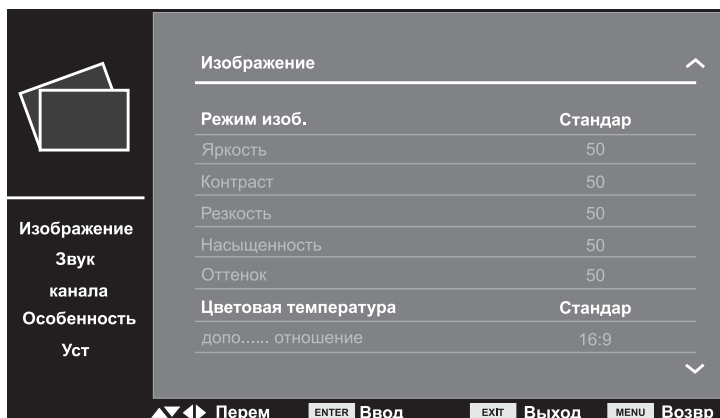 Изображение
Звук
канала
Особенность
Уст
Изображение
Режим изоб. Стандар
Яркость 50
Контраст 50
Резкость 50
Насыщенность 50
Оттенок 50
Цветовая температура Стандар
допо...... отношение 16:9
Перем ENTER Ввод EXIT Выход MENU Возвр